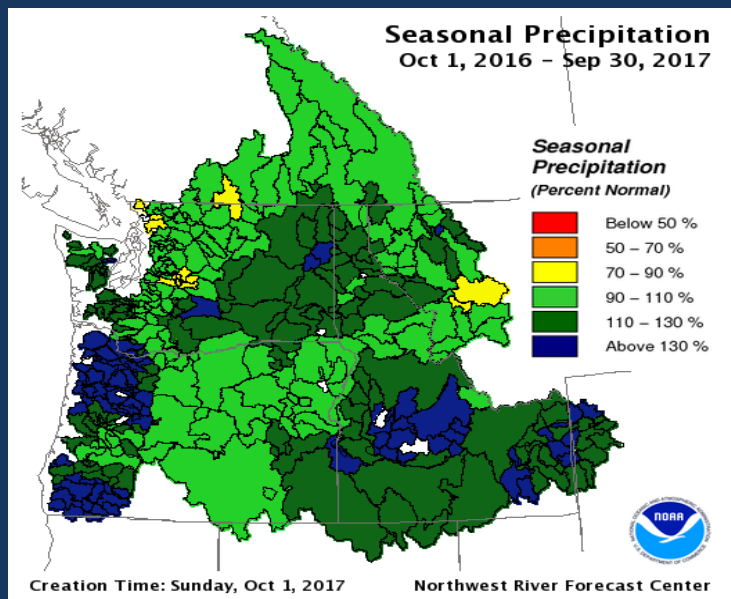 Seasonal Precipitation
Oct 1, 2016 – Sep 30, 2017
Seasonal
Precipitation
(Percent Normal)
Below 50 %
50 – 70 %
70 – 90 %
90 – 110 %
110 – 130 %
Above 130 %
NOAA
Creation Time: Sunday, Oct 1, 2017
Northwest River Forecast Center